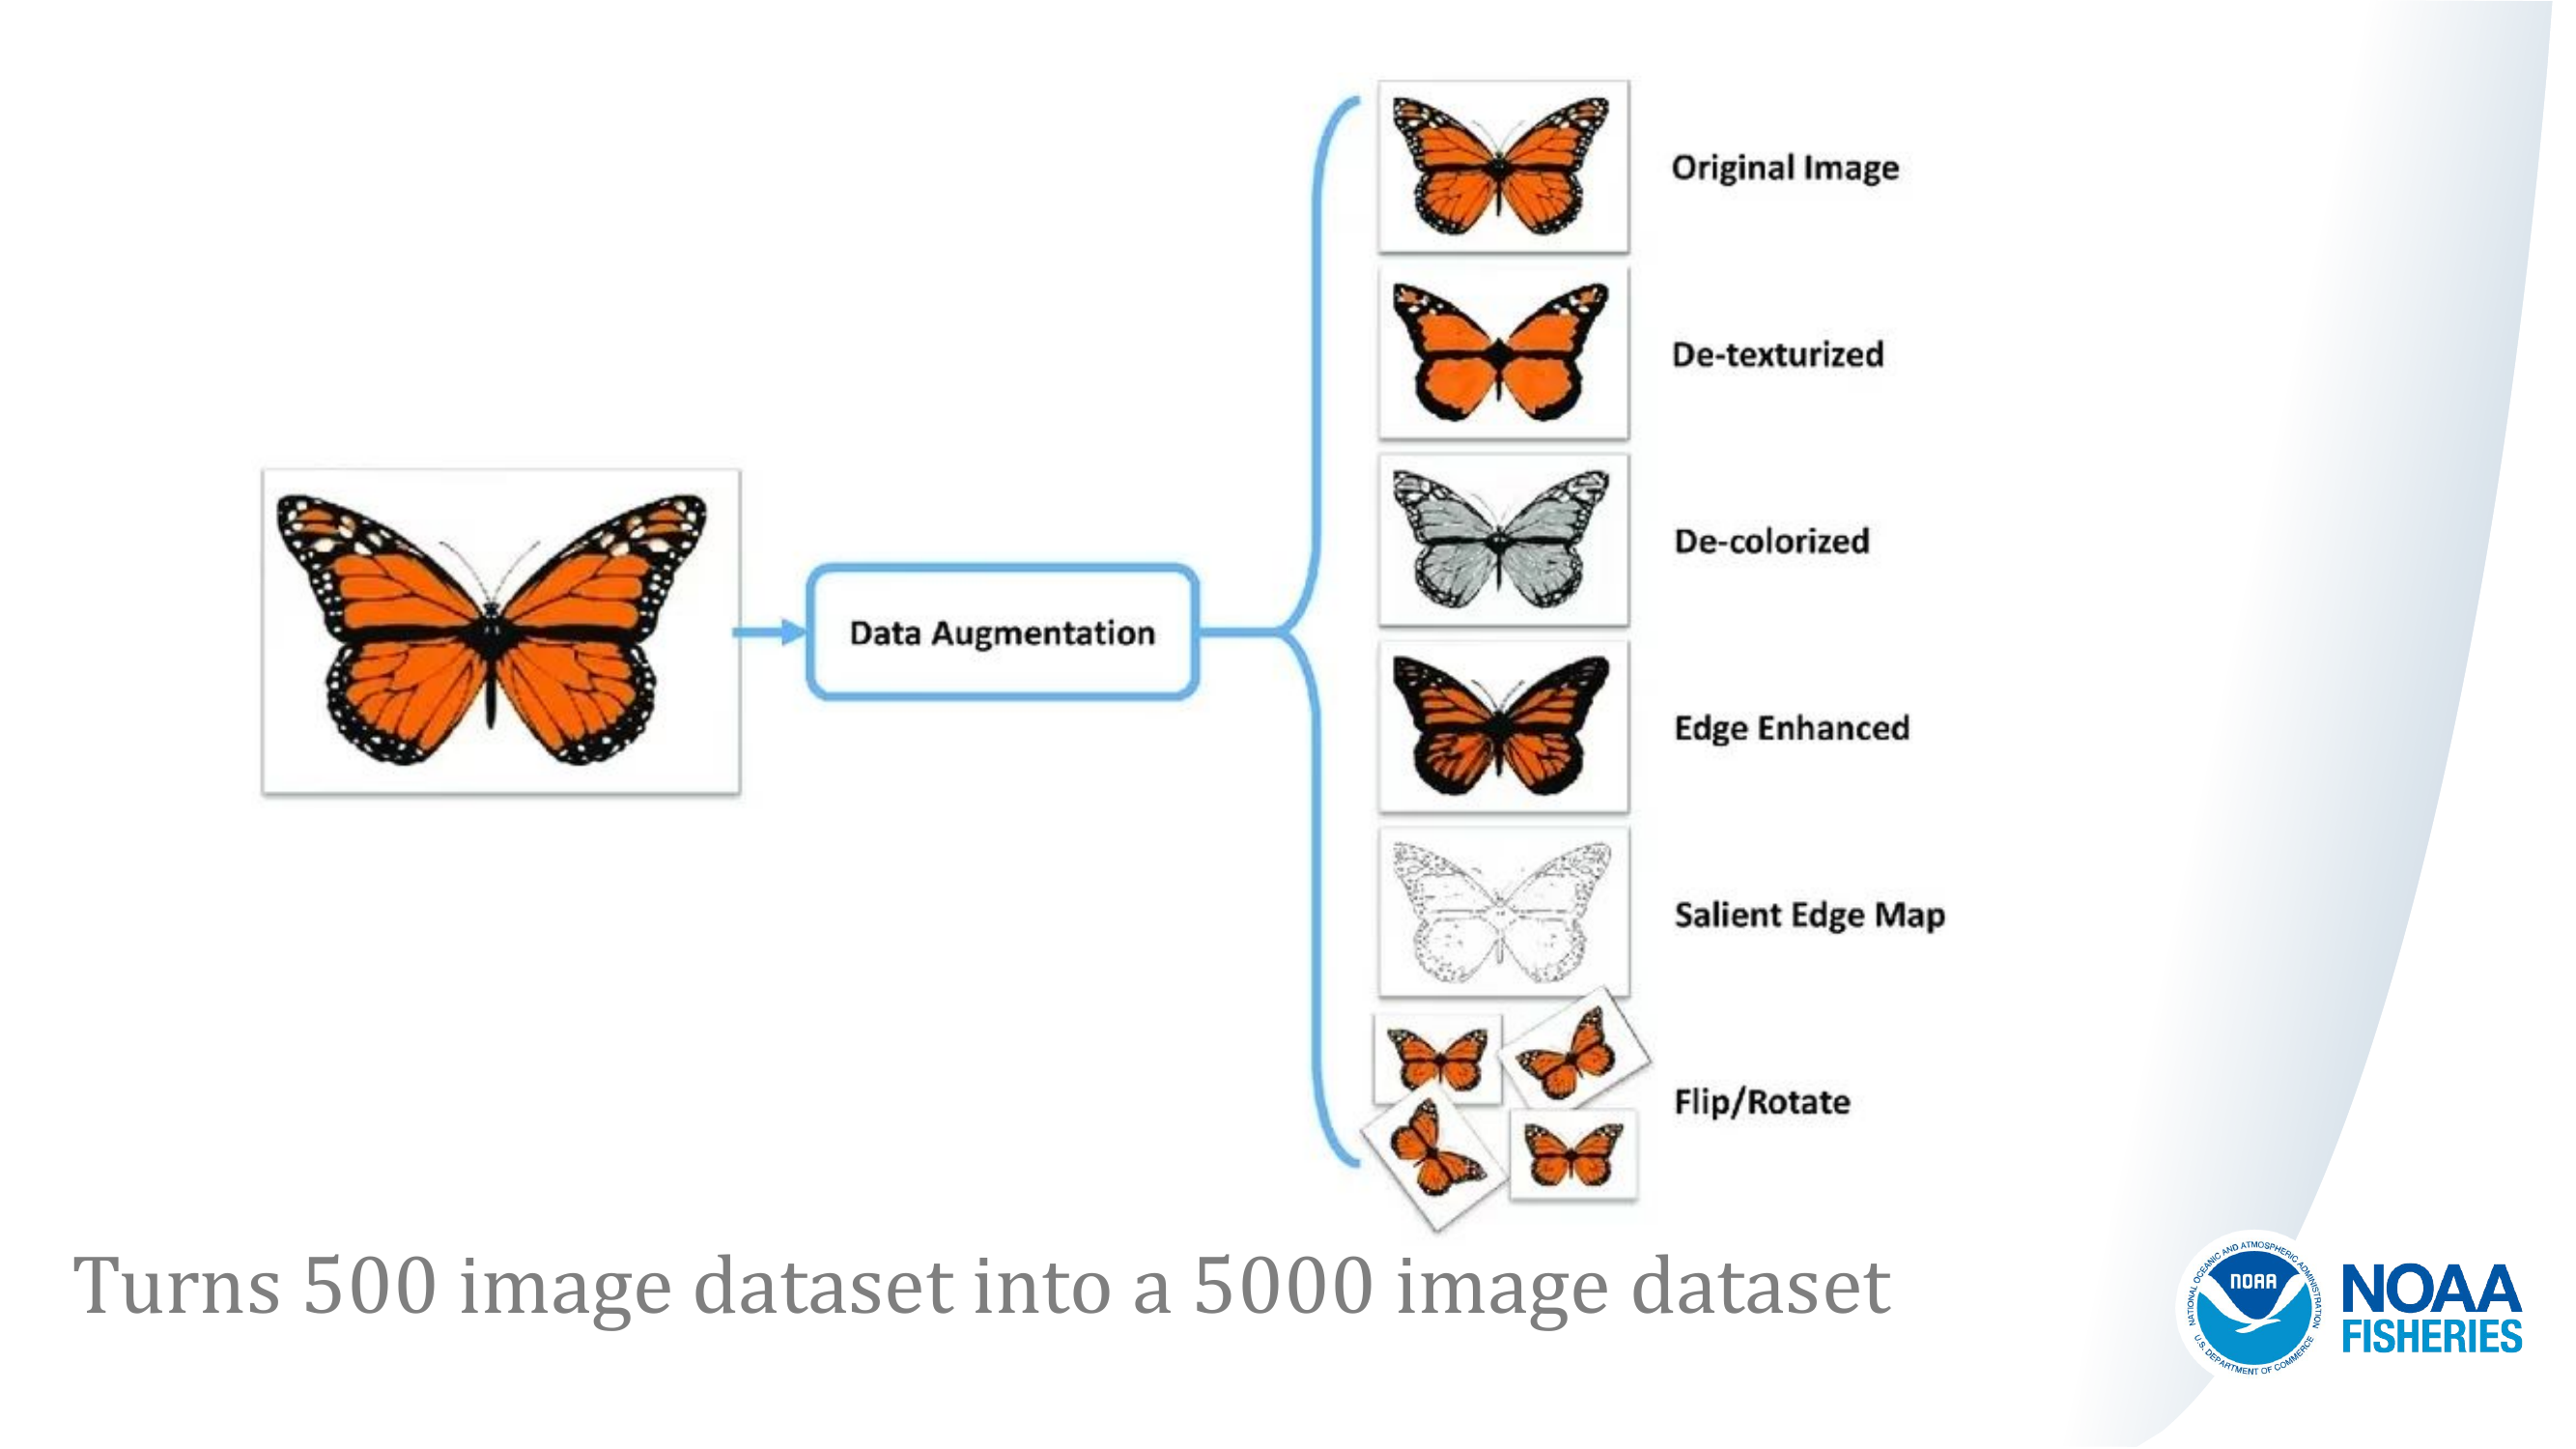 Original Image
De-texturized
De-colorized
Data Augmentation
Edge Enhanced
Salient Edge Map
Flip/Rotate
Turns 500 image dataset into a 5000 image dataset
NATIONAL OCEANIC AND ATMOSPHERIC ADMINISTRATION
U.S. DEPARTMENT OF COMMERCE
NOAA
NOAA
FISHERIES